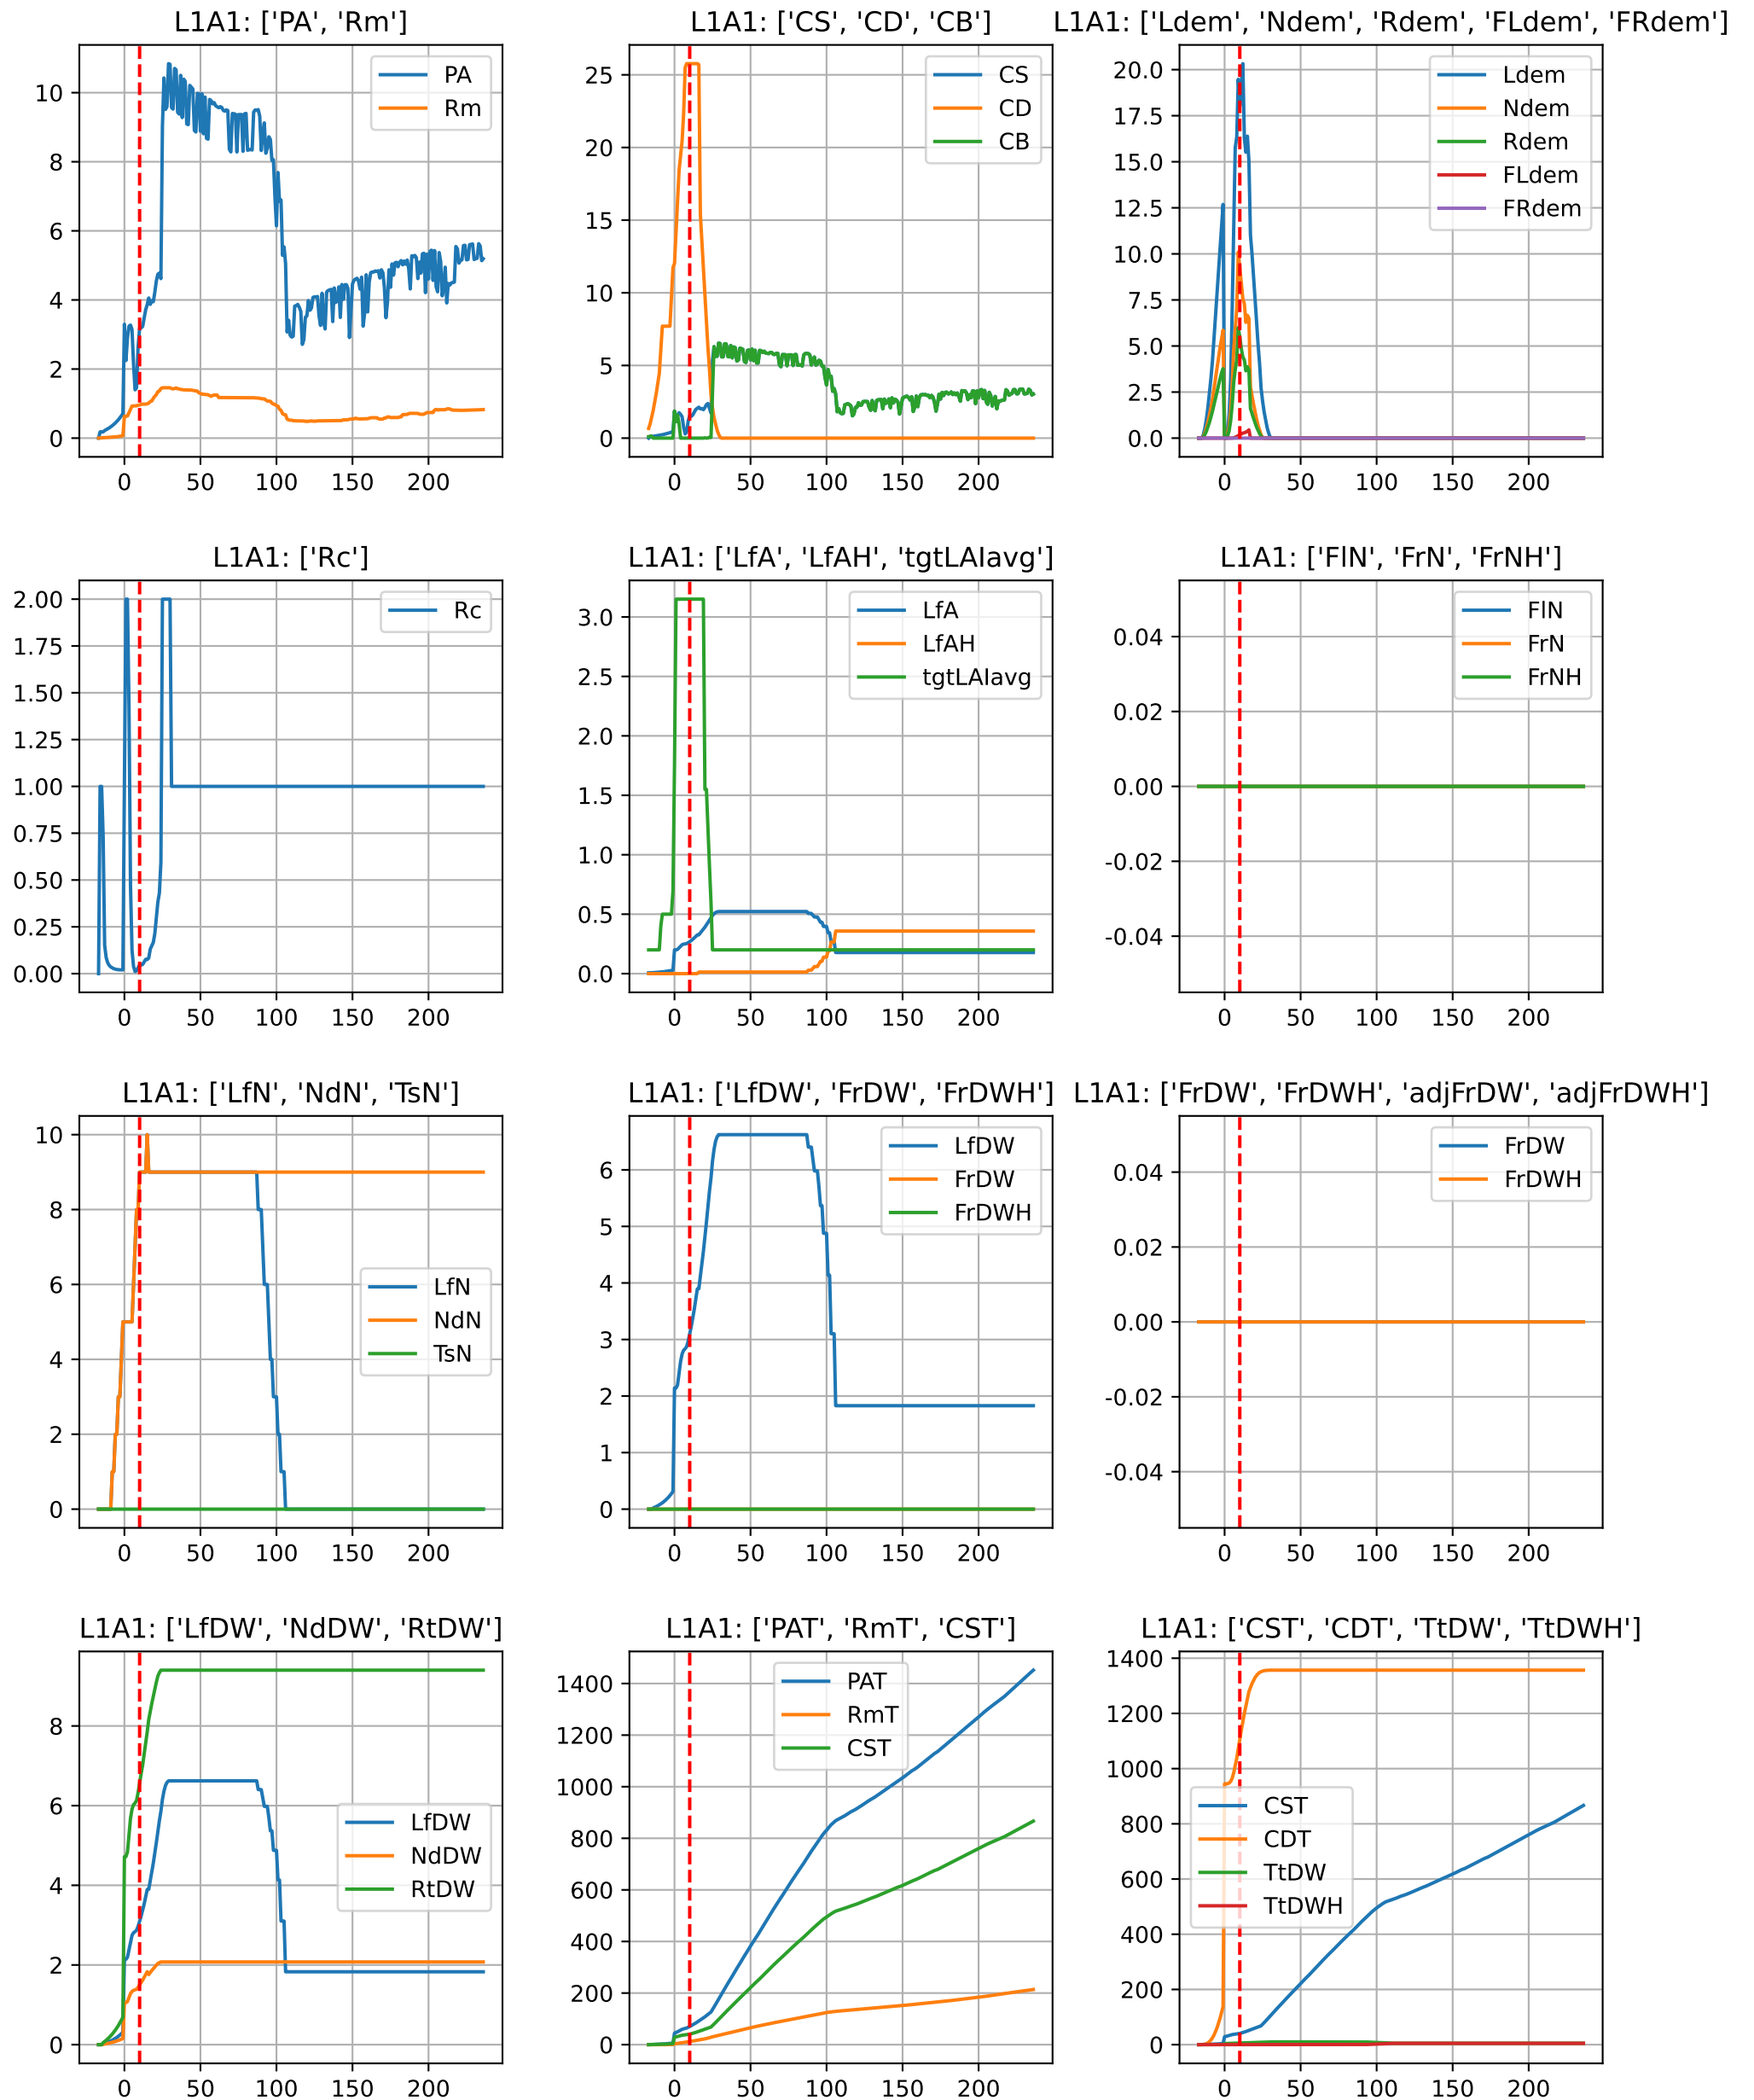 L1A1: ['PA', 'Rm']
PA
Rm
10
8
6
4
2
0
0 50 100 150 200
L1A1: ['CS', 'CD', 'CB']
CS
CD
CB
25
20
15
10
5
0
0 50 100 150 200
L1A1: ['Ldem', 'Ndem', 'Rdem', 'FLdem', 'FRdem']
Ldem
Ndem
Rdem
FLdem
FRdem
20.0
17.5
15.0
12.5
10.0
7.5
5.0
2.5
0.0
0 50 100 150 200
L1A1: ['Rc']
Rc
2.00
1.75
1.50
1.25
1.00
0.75
0.50
0.25
0.00
0 50 100 150 200
L1A1: ['LfA', 'LfAH', 'tgtLAIavg']
LfA
LfAH
tgtLAIavg
3.0
2.5
2.0
1.5
1.0
0.5
0.0
0 50 100 150 200
L1A1: ['FlN', 'FrN', 'FrNH']
FlN
FrN
FrNH
0.04
0.02
0.00
-0.02
-0.04
0 50 100 150 200
L1A1: ['LfN', 'NdN', 'TsN']
LfN
NdN
TsN
10
8
6
4
2
0
0 50 100 150 200
L1A1: ['LfDW', 'FrDW', 'FrDWH']
LfDW
FrDW
FrDWH
6
5
4
3
2
1
0
0 50 100 150 200
L1A1: ['FrDW', 'FrDWH', 'adjFrDW', 'adjFrDWH']
FrDW
FrDWH
0.04
0.02
0.00
-0.02
-0.04
0 50 100 150 200
L1A1: ['LfDW', 'NdDW', 'RtDW']
LfDW
NdDW
RtDW
8
6
4
2
0
0 50 100 150 200
L1A1: ['PAT', 'RmT', 'CST']
PAT
RmT
CST
1400
1200
1000
800
600
400
200
0
0 50 100 150 200
L1A1: ['CST', 'CDT', 'TtDW', 'TtDWH']
CST
CDT
TtDW
TtDWH
1400
1200
1000
800
600
400
200
0
0 50 100 150 200